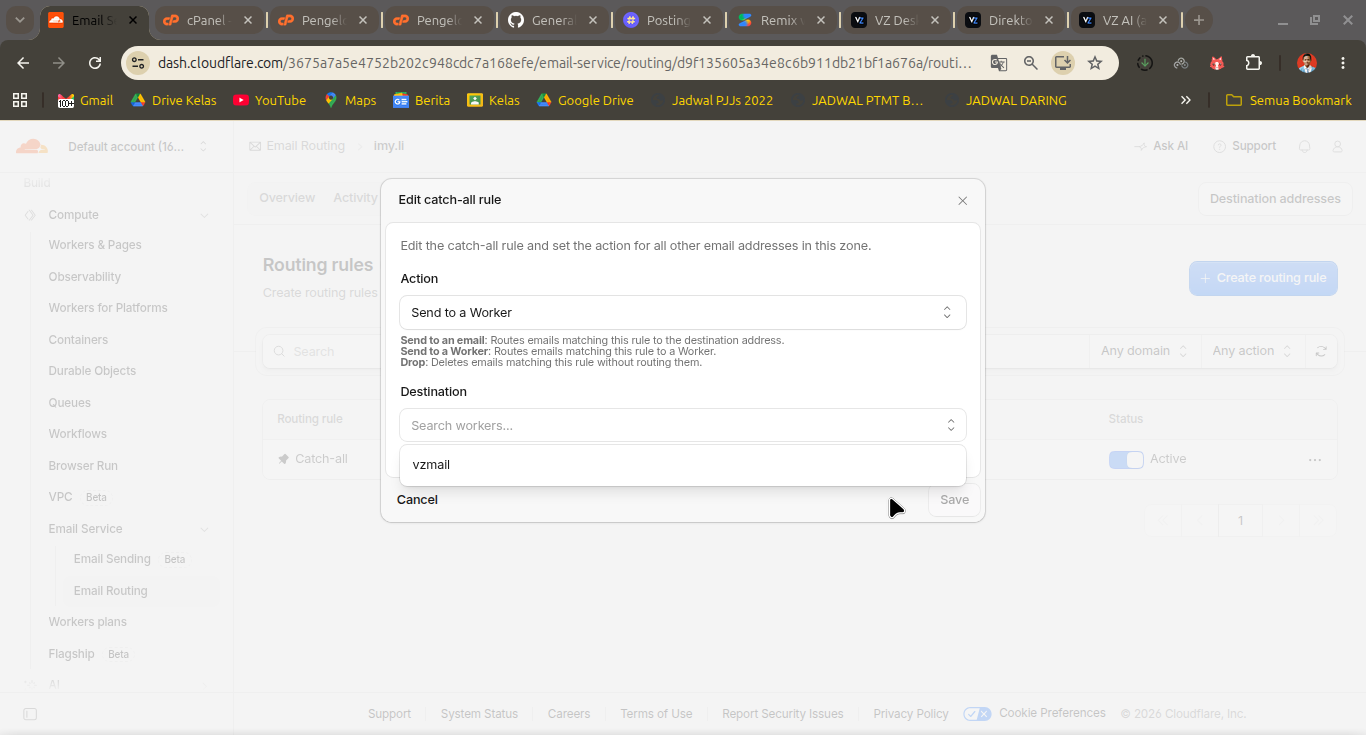 Email S
cPanel
Pengelo
Pengelo
Genera
Posting
Remix
VZ Des
Direkto
VZ AI (a
dash.cloudflare.com/3675a7a5e4752b202c948cdc7a168efe/email-service/routing/d9f135605a34e8c6b911db21bf1a676a/routi...
Gmail
Drive Kelas
YouTube
Maps
Berita
Kelas
Google Drive
Jadwal PJJs 2022
JADWAL PTMT B...
JADWAL DARING
Semua Bookmark
Default account (16...
Email Routing
imy.li
Ask AI
Support
Build
Compute
Workers & Pages
Observability
Workers for Platforms
Containers
Durable Objects
Queues
Workflows
Browser Run
VPC Beta
Email Service
Email Sending Beta
Email Routing
Workers plans
Flagship Beta
AI
Overview
Activity
Destination addresses
Routing rules
Create routing rules
+ Create routing rule
Search
Any domain
Any action
Routing rule
Status
Catch-all
Active
1
Edit catch-all rule
Edit the catch-all rule and set the action for all other email addresses in this zone.
Action
Send to a Worker
Send to an email: Routes emails matching this rule to the destination address.
Send to a Worker: Routes emails matching this rule to a Worker.
Drop: Deletes emails matching this rule without routing them.
Destination
Search workers...
vzmail
Cancel
Save
Support
System Status
Careers
Terms of Use
Report Security Issues
Privacy Policy
Cookie Preferences
© 2026 Cloudflare, Inc.